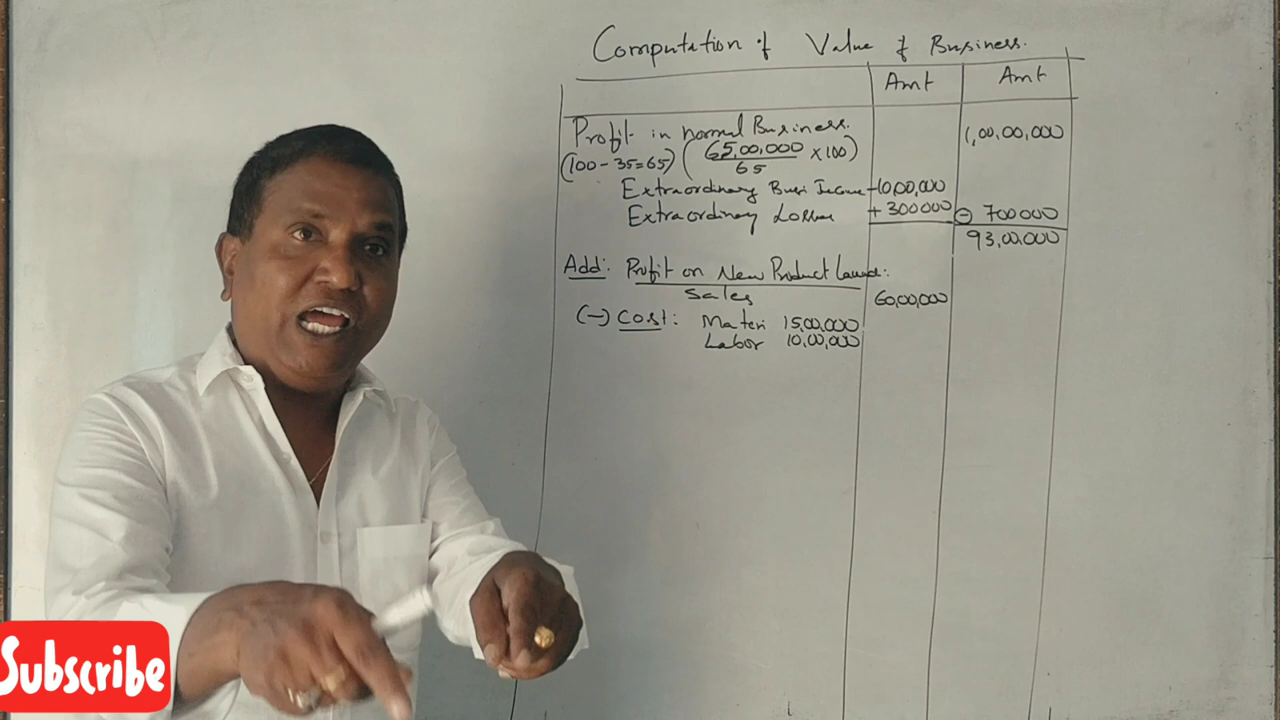 Computation of Value of Business.
Amt Amt
Profit in normal Business. 1,00,00,000
(100-35=65) (65,00,000/65 ×100)
Extraordinary Busi Income -10,00,000
Extraordinary Losses +300000 (-) 700000
93,00,000
Add: Profit on New Product Launch:
Sales 60,00,000
(-) Cost: Materi 15,00,000
Labor 10,00,000
Subscribe